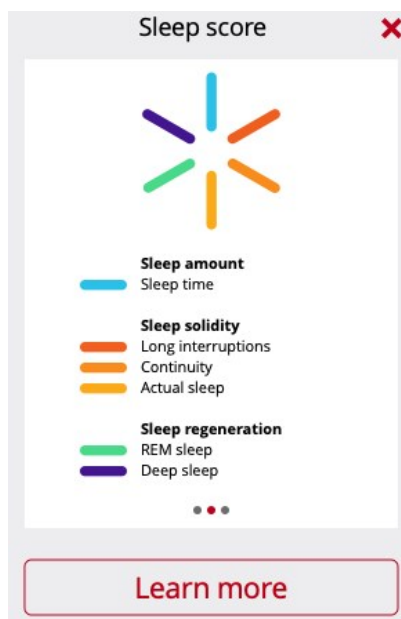 Sleep score
Sleep amount
Sleep time
Sleep solidity
Long interruptions
Continuity
Actual sleep
Sleep regeneration
REM sleep
Deep sleep
Learn more